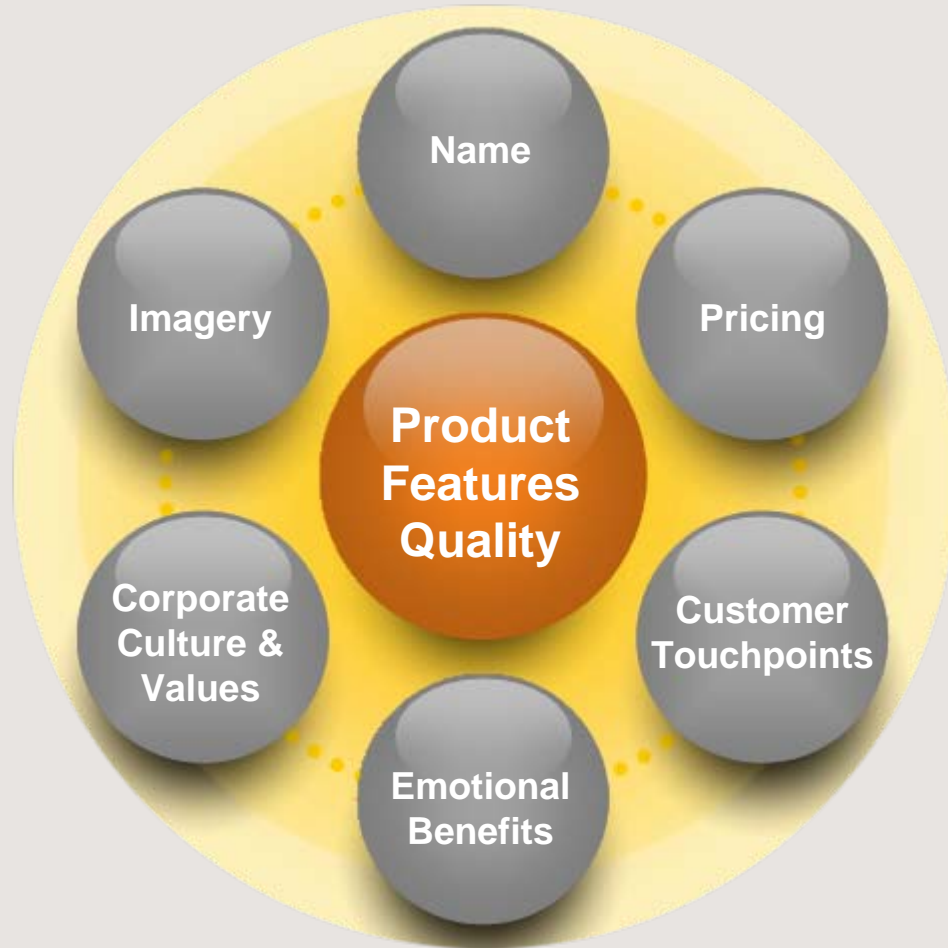 Name
Imagery
Pricing
Product
Features
Quality
Corporate
Culture &
Values
Customer
Touchpoints
Emotional
Benefits